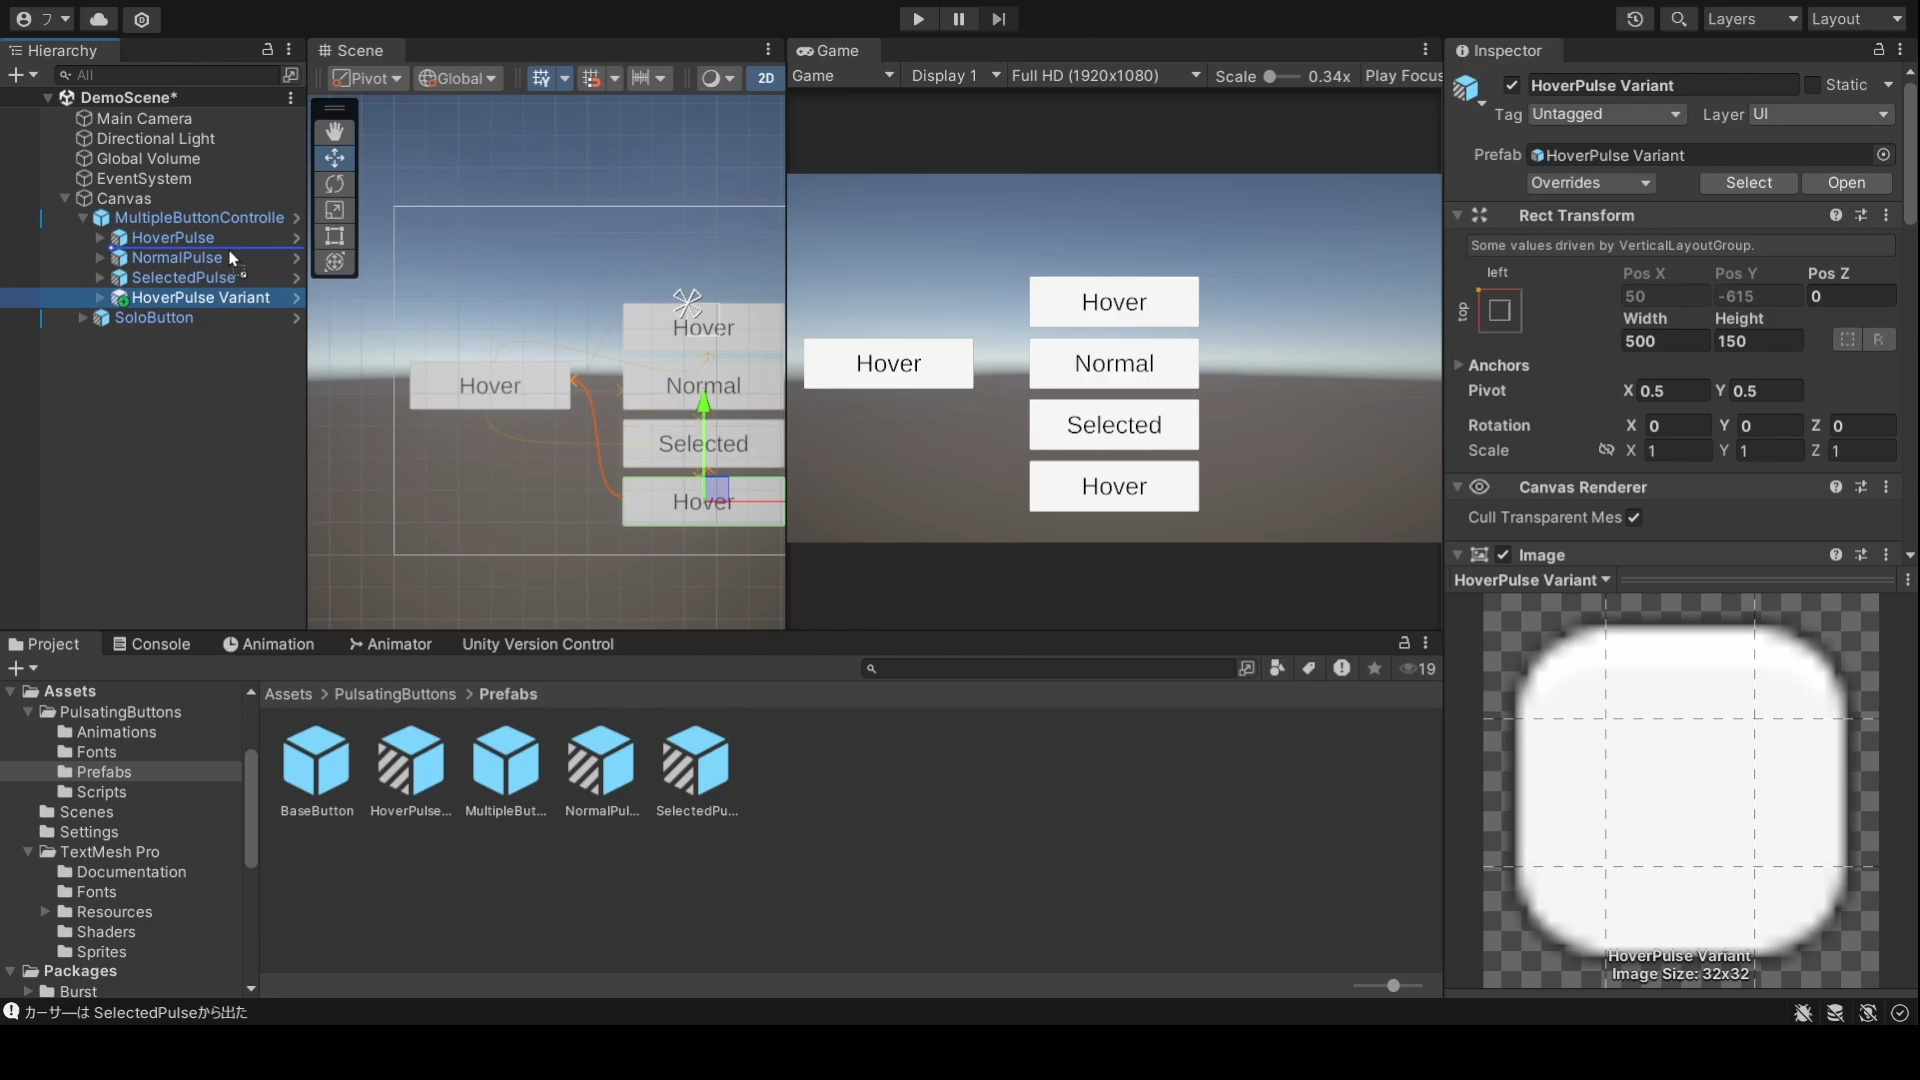 フ
Layers
Layout
Hierarchy
Scene
Game
Inspector
All
Pivot
Global
2D
Game
Display 1
Full HD (1920x1080)
Scale
0.34x
Play Focus
DemoScene*
Main Camera
Directional Light
Global Volume
EventSystem
Canvas
MultipleButtonControlle
HoverPulse
NormalPulse
SelectedPulse
HoverPulse Variant
SoloButton
Hover
Hover
Normal
Selected
Hover
Hover
Hover
Normal
Selected
Hover
HoverPulse Variant
Static
Tag
Untagged
Layer
UI
Prefab
HoverPulse Variant
Overrides
Select
Open
Rect Transform
Some values driven by VerticalLayoutGroup.
left
top
Pos X
Pos Y
Pos Z
50
-615
0
Width
Height
500
150
R
Anchors
Pivot
X 0.5
Y 0.5
Rotation
X 0
Y 0
Z 0
Scale
X 1
Y 1
Z 1
Canvas Renderer
Cull Transparent Mes
Image
HoverPulse Variant
HoverPulse Variant
Image Size: 32x32
Project
Console
Animation
Animator
Unity Version Control
19
Assets
PulsatingButtons
Animations
Fonts
Prefabs
Scripts
Scenes
Settings
TextMesh Pro
Documentation
Fonts
Resources
Shaders
Sprites
Packages
Burst
Assets > PulsatingButtons > Prefabs
BaseButton
HoverPulse...
MultipleBut...
NormalPul...
SelectedPu...
カーサーは SelectedPulseから出た